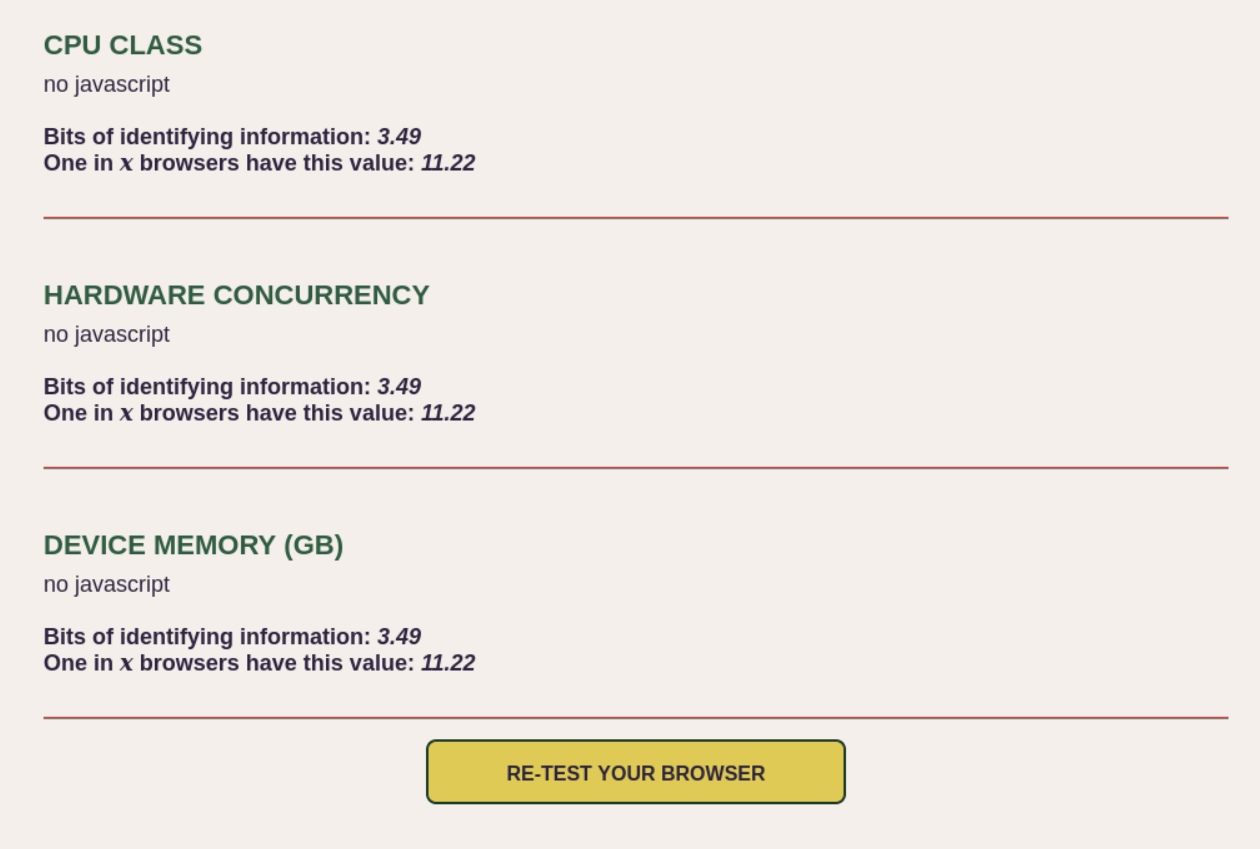 CPU CLASS
no javascript
Bits of identifying information: 3.49
One in x browsers have this value: 11.22
HARDWARE CONCURRENCY
no javascript
Bits of identifying information: 3.49
One in x browsers have this value: 11.22
DEVICE MEMORY (GB)
no javascript
Bits of identifying information: 3.49
One in x browsers have this value: 11.22
RE-TEST YOUR BROWSER